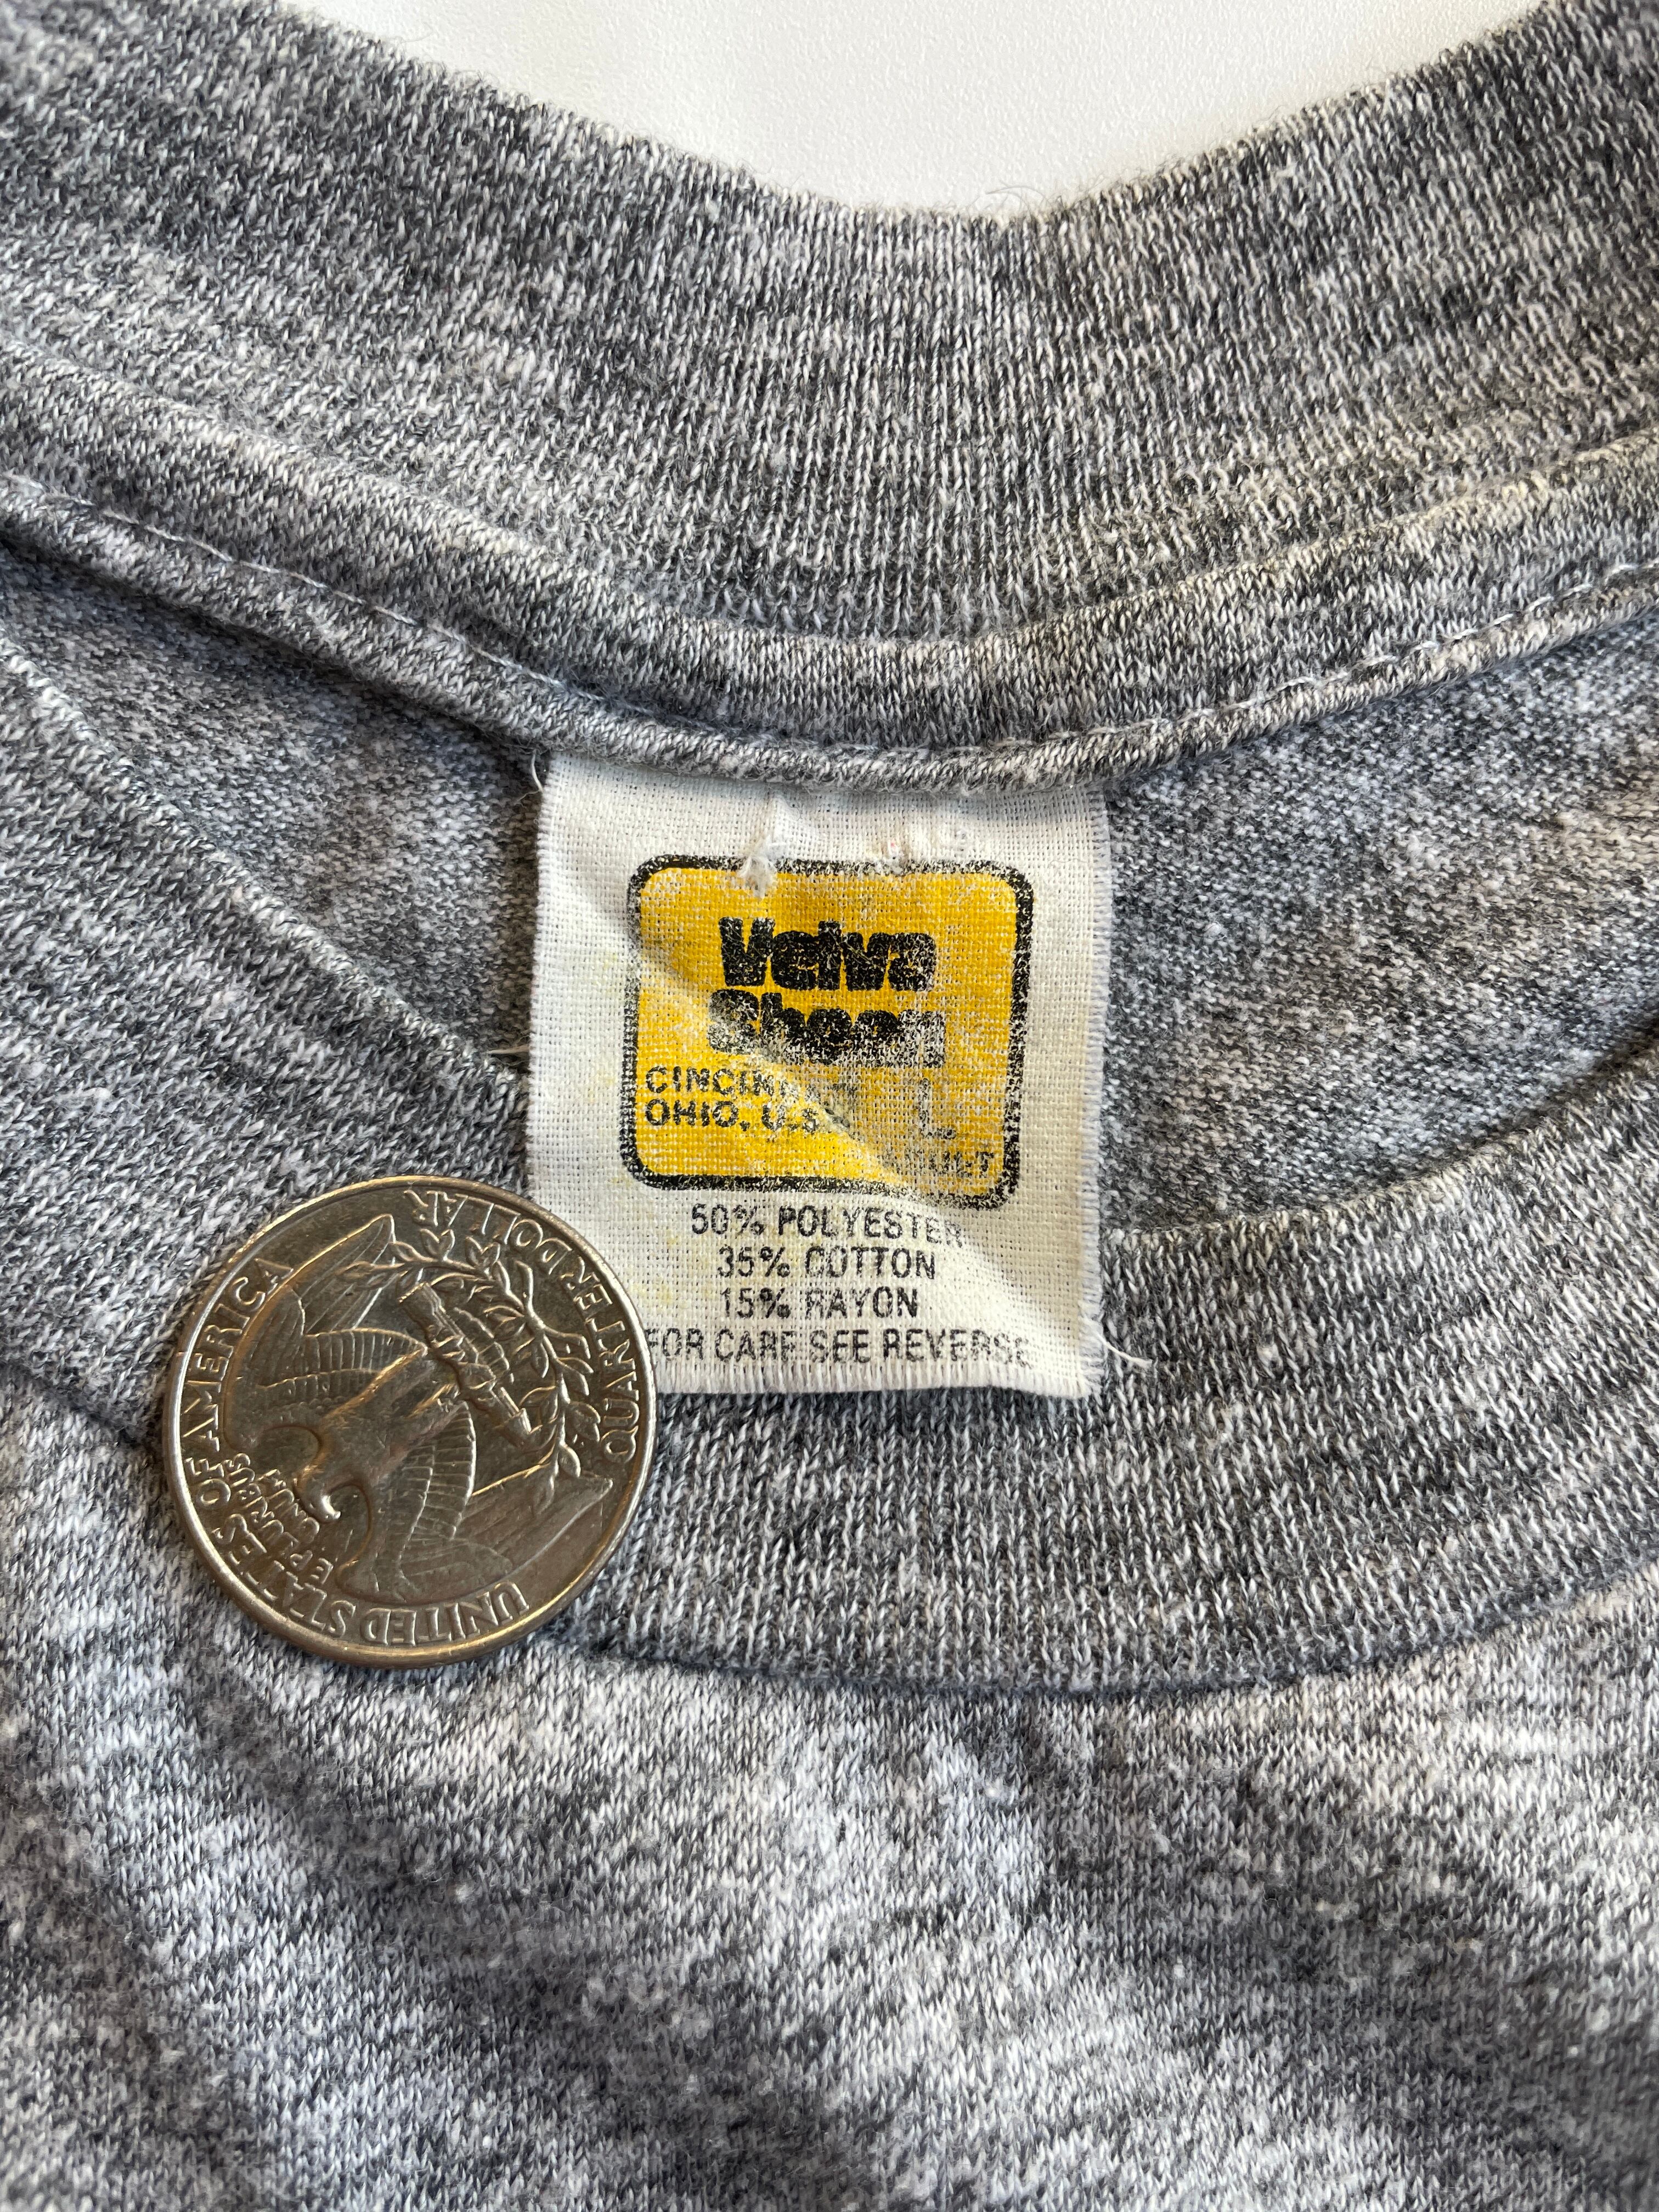 Velva
Sheen
CINCINN
OHIO, U.S
L
50% POLYESTER
35% COTTON
15% RAYON
FOR CARE SEE REVERSE
UNITED STATES OF AMERICA
E PLURIBUS
UNUM
QUARTER DOLLAR